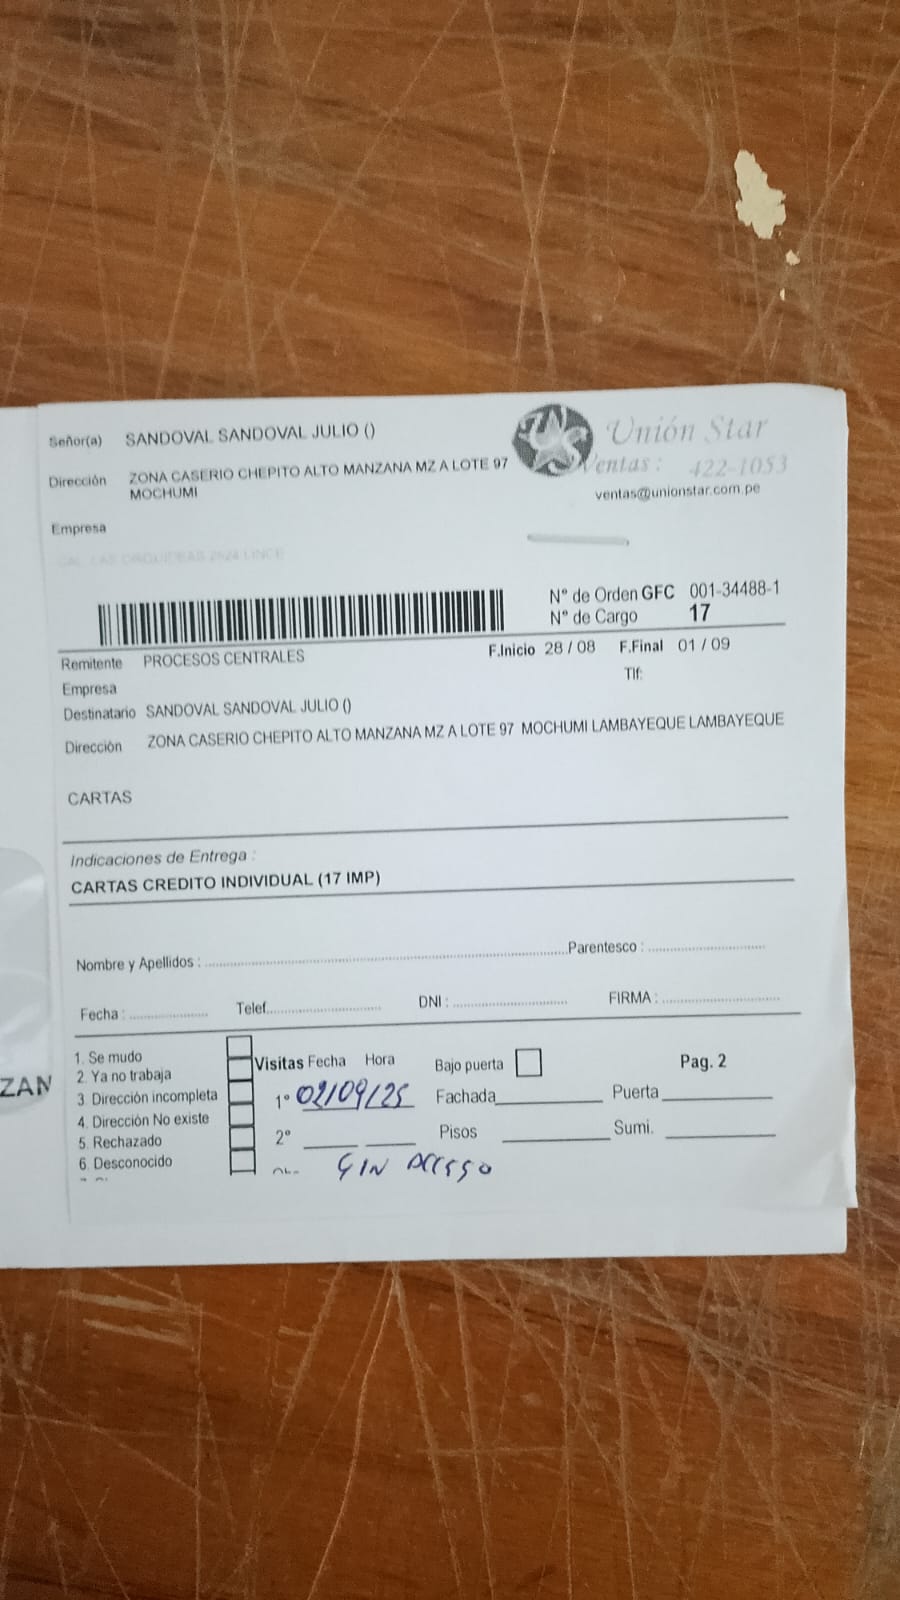 Señor(a) SANDOVAL SANDOVAL JULIO ()
Unión Star
Dirección ZONA CASERIO CHEPITO ALTO MANZANA MZ A LOTE 97
MOCHUMI
Ventas : 422-1053
ventas@unionstar.com.pe
Empresa
CAL LAS ORQUIDEAS 2624 LINCE
N° de Orden GFC 001-34488-1
N° de Cargo 17
Remitente PROCESOS CENTRALES F.Inicio 28 / 08 F.Final 01 / 09
Empresa Tlf:
Destinatario SANDOVAL SANDOVAL JULIO ()
Dirección ZONA CASERIO CHEPITO ALTO MANZANA MZ A LOTE 97 MOCHUMI LAMBAYEQUE LAMBAYEQUE
CARTAS
Indicaciones de Entrega :
CARTAS CREDITO INDIVIDUAL (17 IMP)
Nombre y Apellidos : Parentesco :
Fecha : Telef. DNI : FIRMA :
1. Se mudo Visitas Fecha Hora Bajo puerta Pag. 2
2. Ya no trabaja
3. Dirección incompleta 1° 02/09/25 Fachada Puerta
4. Dirección No existe
5. Rechazado 2° Pisos Sumi.
6. Desconocido SIN ACCESO
ZAN